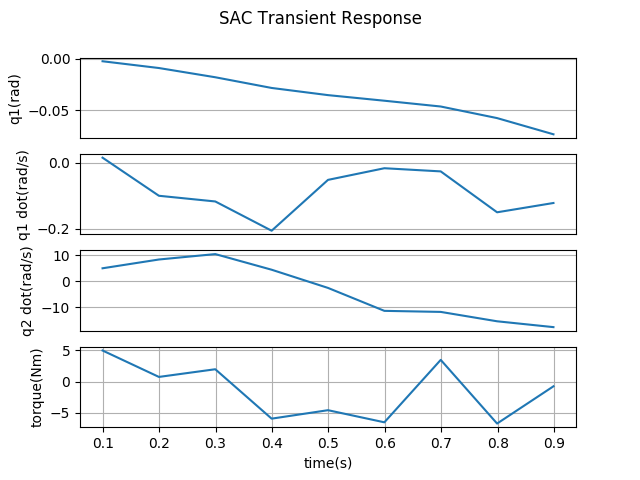 SAC Transient Response
q1(rad)
0.00
−0.05
q1 dot(rad/s)
0.0
−0.2
q2 dot(rad/s)
10
0
−10
torque(Nm)
5
0
−5
0.1 0.2 0.3 0.4 0.5 0.6 0.7 0.8 0.9
time(s)